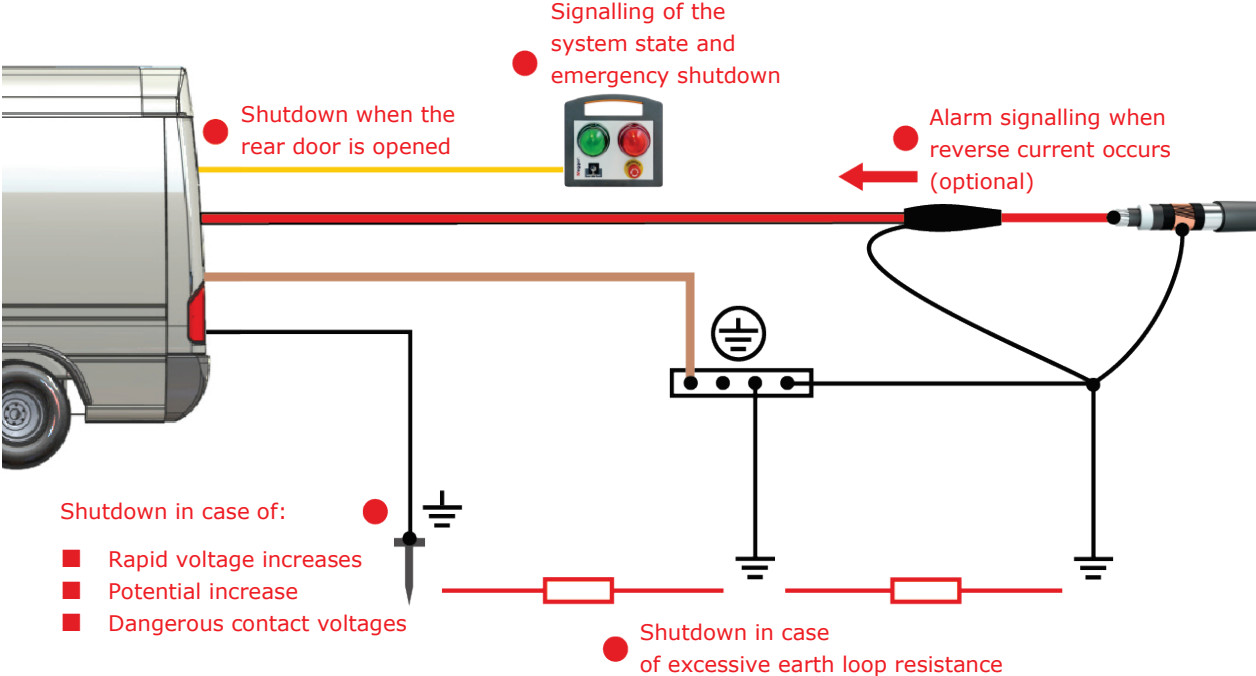 Signalling of the
system state and
emergency shutdown
Shutdown when the
rear door is opened
Alarm signalling when
reverse current occurs
(optional)
Megger
Shutdown in case of:
Rapid voltage increases
Potential increase
Dangerous contact voltages
Shutdown in case
of excessive earth loop resistance